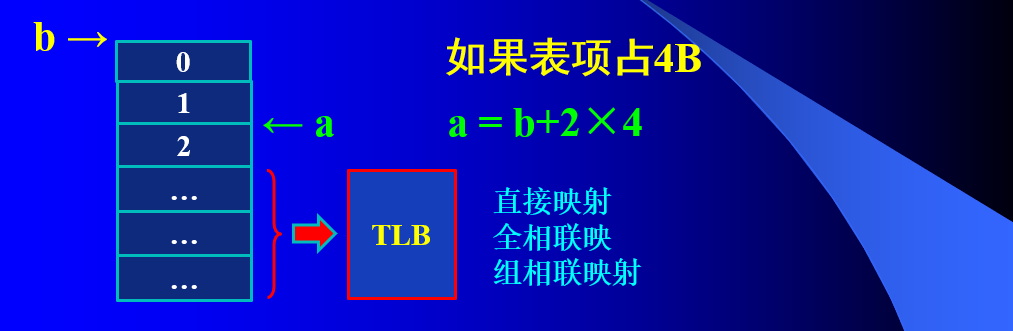 b →
0
1
2
...
...
...
← a
如果表项占4B
a = b+2×4
TLB
直接映射
全相联映
组相联映射